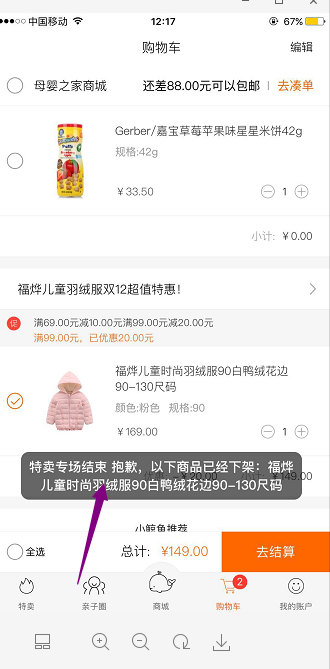 中国移动
12:17
67%
购物车
编辑
母婴之家商城
还差88.00元可以包邮
去凑单
Gerber/嘉宝草莓苹果味星星米饼42g
规格:42g
¥33.50
1
小计: ¥0.00
福烨儿童羽绒服双12超值特惠!
促
满69.00元减10.00元满99.00元减20.00元
满99.00元，已优惠20.00元
福烨儿童时尚羽绒服90白鸭绒花边
90-130尺码
颜色:粉色 规格:90
¥169.00
1
特卖专场结束 抱歉，以下商品已经下架：福烨
儿童时尚羽绒服90白鸭绒花边90-130尺码
小鲸鱼推荐
全选
总计: ¥149.00
去结算
特卖
亲子圈
商城
购物车
2
我的账户